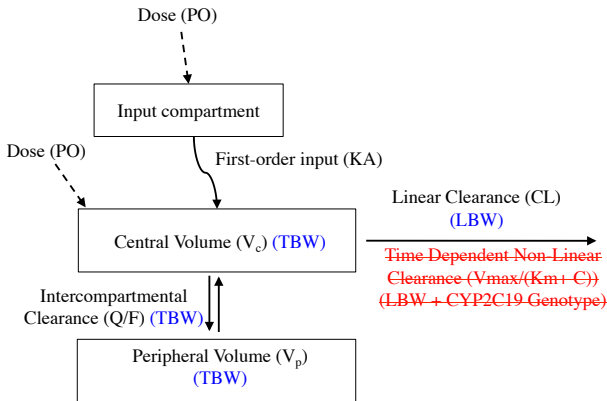 Dose (PO)
Input compartment
Dose (PO)
First-order input (KA)
Linear Clearance (CL)
(LBW)
Central Volume (Vc) (TBW)
Time Dependent Non-Linear
Clearance (Vmax/(Km+ C))
(LBW + CYP2C19 Genotype)
Intercompartmental
Clearance (Q/F) (TBW)
Peripheral Volume (Vp)
(TBW)